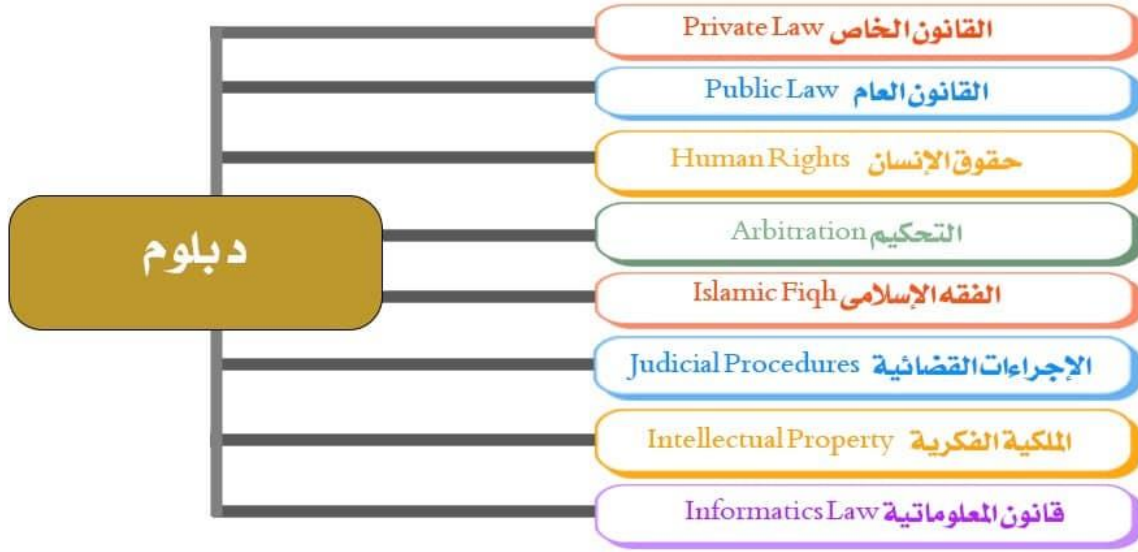 القانون الخاص Private Law
القانون العام Public Law
حقوق الإنسان Human Rights
دبلوم
التحكيم Arbitration
الفقه الإسلامى Islamic Fiqh
الإجراءات القضائية Judicial Procedures
الملكية الفكرية Intellectual Property
قانون المعلوماتية Informatics Law